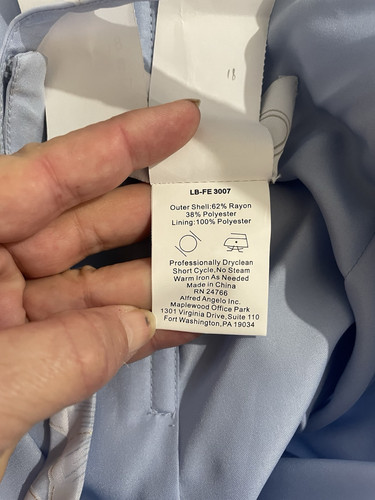 18
LB-FE 3007
Outer Shell:62% Rayon
38% Polyester
Lining:100% Polyester
Professionally Dryclean
Short Cycle,No Steam
Warm Iron As Needed
Made in China
RN 24766
Alfred Angelo Inc.
Maplewood Office Park
1301 Virginia Drive,Suite 110
Fort Washington,PA 19034